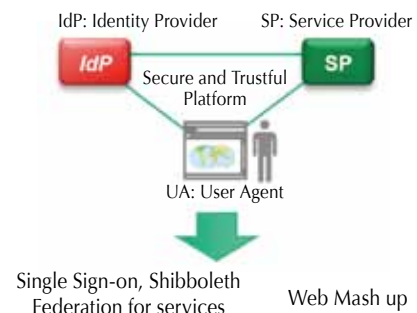 IdP: Identity Provider
SP: Service Provider
IdP
SP
Secure and Trustful
Platform
UA: User Agent
Single Sign-on, Shibboleth
Federation for services
Web Mash up